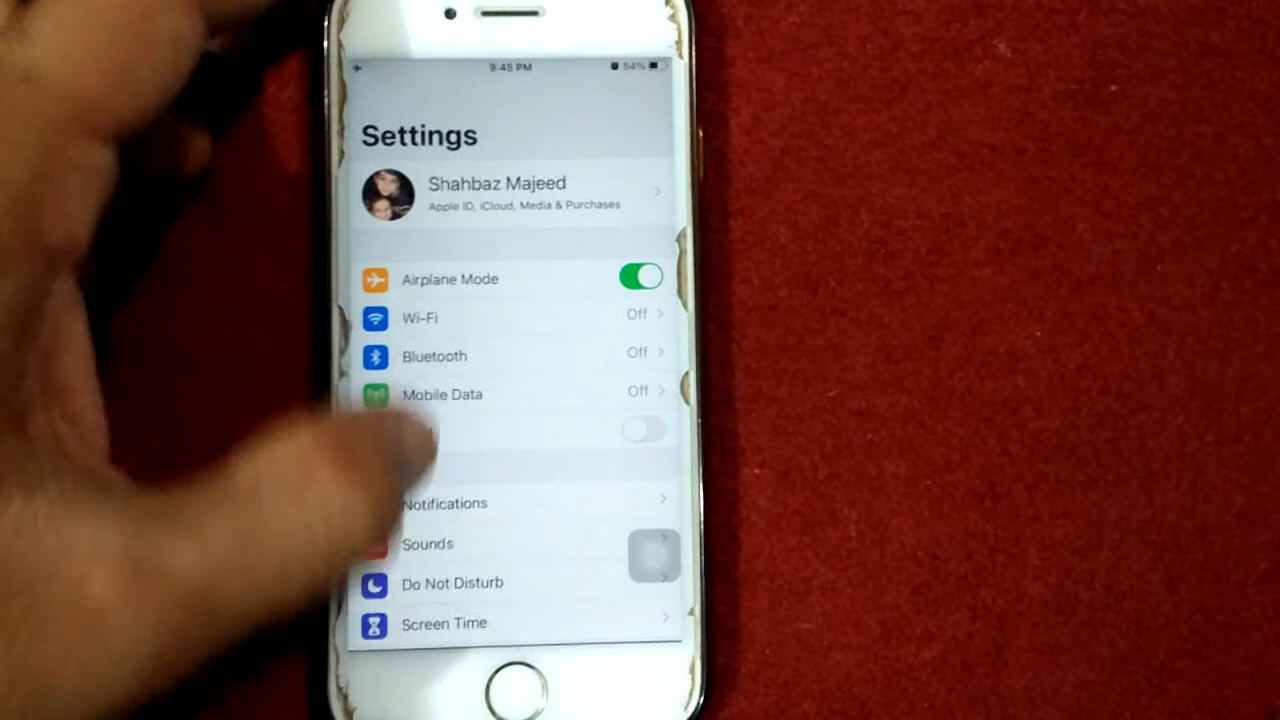 9:45 PM
54%
Settings
Shahbaz Majeed
Apple ID, iCloud, Media & Purchases
Airplane Mode
Wi-Fi
Off
Bluetooth
Off
Mobile Data
Off
Notifications
Sounds
Do Not Disturb
Screen Time